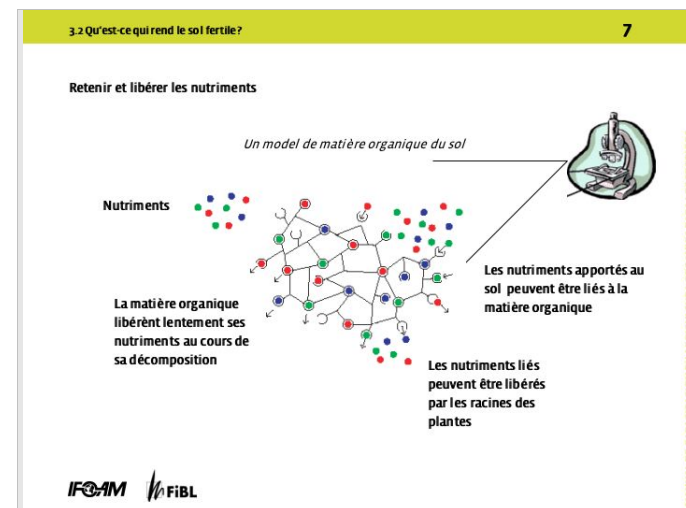 3.2 Qu'est-ce qui rend le sol fertile?
7
Retenir et libérer les nutriments
Un model de matière organique du sol
Nutriments
Les nutriments apportés au
sol peuvent être liés à la
matière organique
La matière organique
libérènt lentement ses
nutriments au cours de
sa décomposition
Les nutriments liés
peuvent être libérés
par les racines des
plantes
IFOAM
FiBL